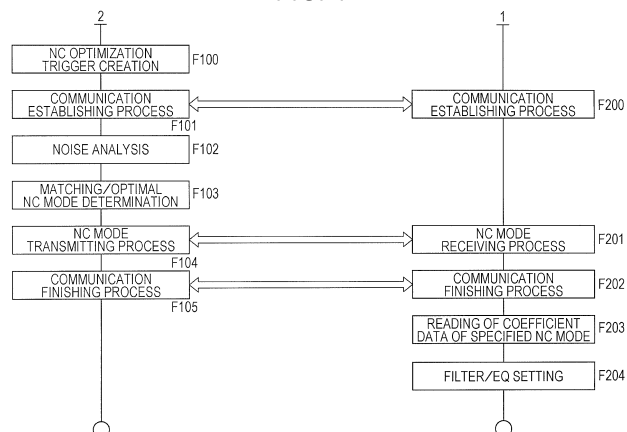 2
1
NC OPTIMIZATION
TRIGGER CREATION
F100
COMMUNICATION
ESTABLISHING PROCESS
F101
COMMUNICATION
ESTABLISHING PROCESS
F200
NOISE ANALYSIS
F102
MATCHING/OPTIMAL
NC MODE DETERMINATION
F103
NC MODE
TRANSMITTING PROCESS
F104
NC MODE
RECEIVING PROCESS
F201
COMMUNICATION
FINISHING PROCESS
F105
COMMUNICATION
FINISHING PROCESS
F202
READING OF COEFFICIENT
DATA OF SPECIFIED NC MODE
F203
FILTER/EQ SETTING
F204